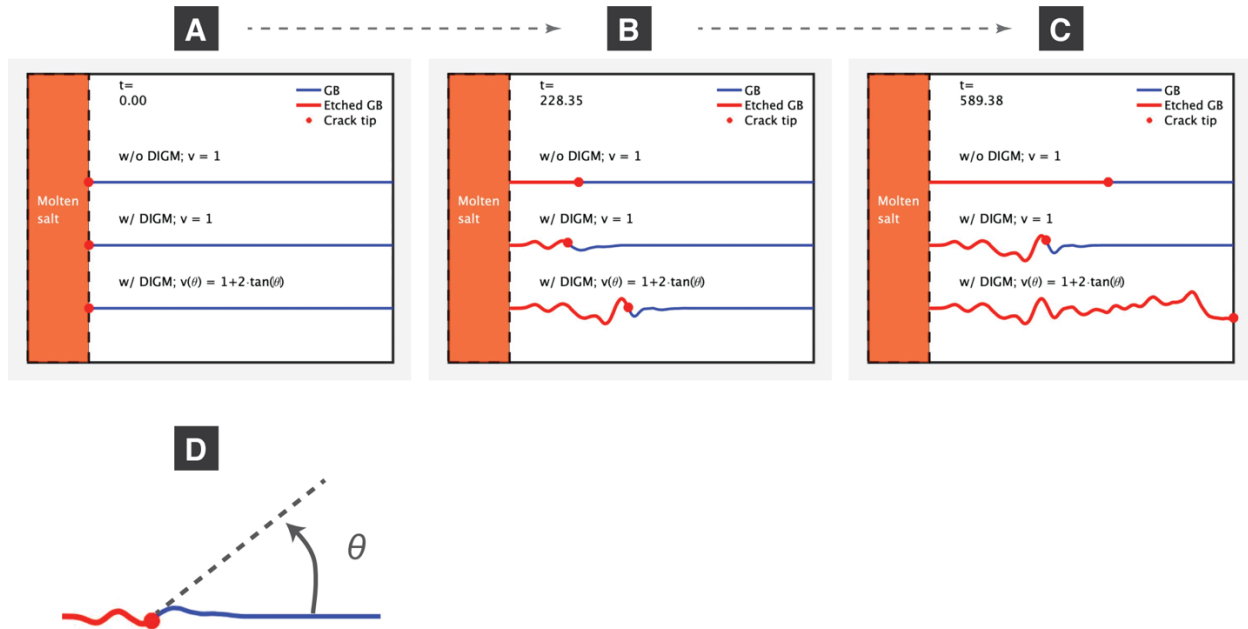 A
B
C
t=
0.00
GB
Etched GB
Crack tip
w/o DIGM; v = 1
Molten
salt
w/ DIGM; v = 1
w/ DIGM; v(θ) = 1+2·tan(θ)
t=
228.35
GB
Etched GB
Crack tip
w/o DIGM; v = 1
Molten
salt
w/ DIGM; v = 1
w/ DIGM; v(θ) = 1+2·tan(θ)
t=
589.38
GB
Etched GB
Crack tip
w/o DIGM; v = 1
Molten
salt
w/ DIGM; v = 1
w/ DIGM; v(θ) = 1+2·tan(θ)
D
θ